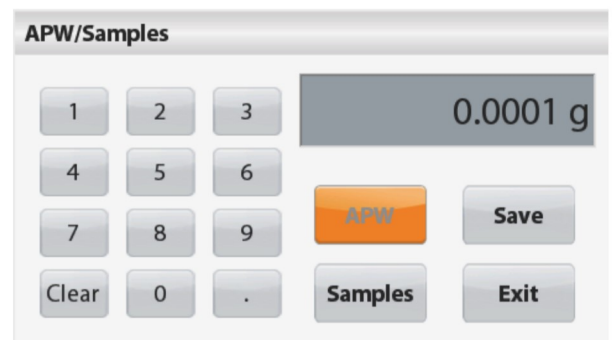 APW/Samples
1 2 3
0.0001 g
4 5 6
APW Save
7 8 9
Clear 0 .
Samples Exit